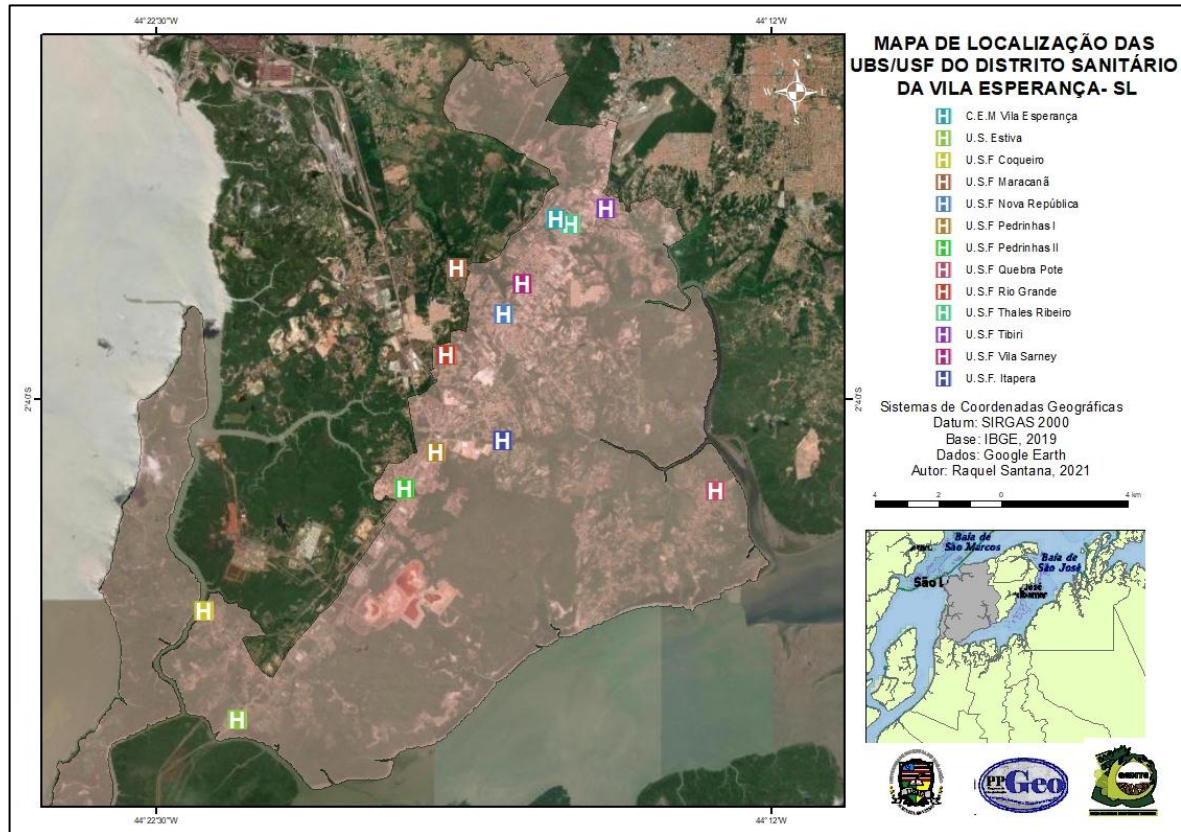 44°22'30"W
44°12'W
MAPA DE LOCALIZAÇÃO DAS
UBS/USF DO DISTRITO SANITÁRIO
DA VILA ESPERANÇA- SL
N
W
E
S
H C.E.M Vila Esperança
H U.S. Estiva
H U.S.F Coqueiro
H U.S.F Maracanã
H U.S.F Nova República
H U.S.F Pedrinhas I
H U.S.F Pedrinhas II
H U.S.F Quebra Pote
H U.S.F Rio Grande
H U.S.F Thales Ribeiro
H U.S.F Tibiri
H U.S.F Vila Sarney
H U.S.F. Itapera
H H H
H
H
H
H
H
H
H
H
H
H
2°40'S
2°40'S
Sistemas de Coordenadas Geográficas
Datum: SIRGAS 2000
Base: IBGE, 2019
Dados: Google Earth
Autor: Raquel Santana, 2021
4 2 0 4 km
Baía de
São Marcos
Baía de
São José
São l
José
PP
Geo
44°22'30"W
44°12'W